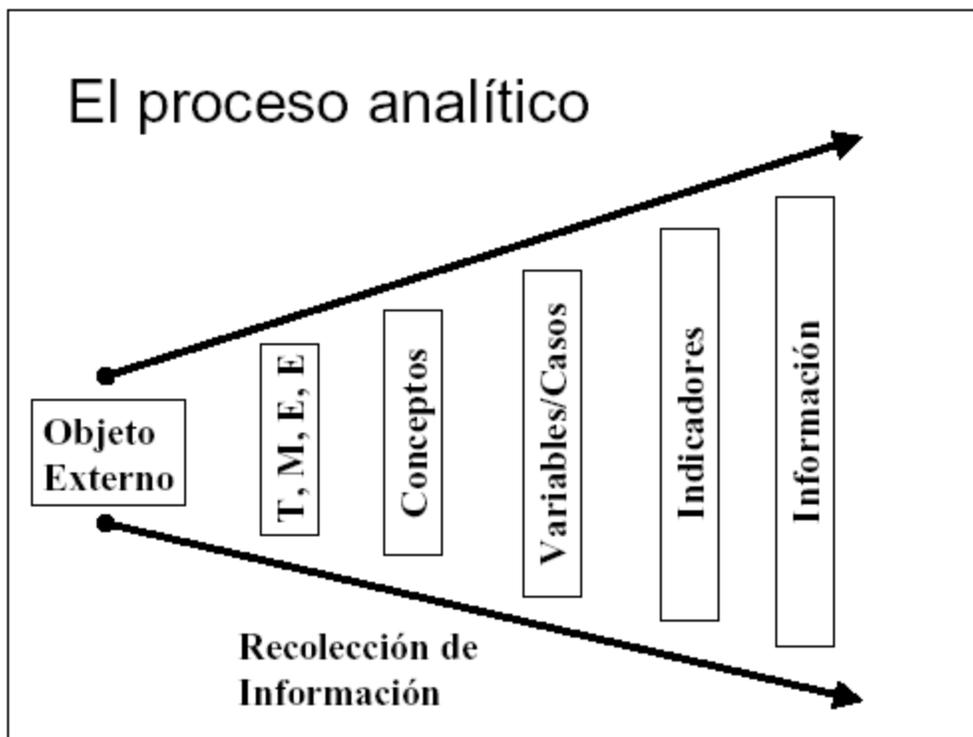 El proceso analítico
Objeto
Externo
T, M, E, E
Conceptos
Variables/Casos
Indicadores
Información
Recolección de
Información